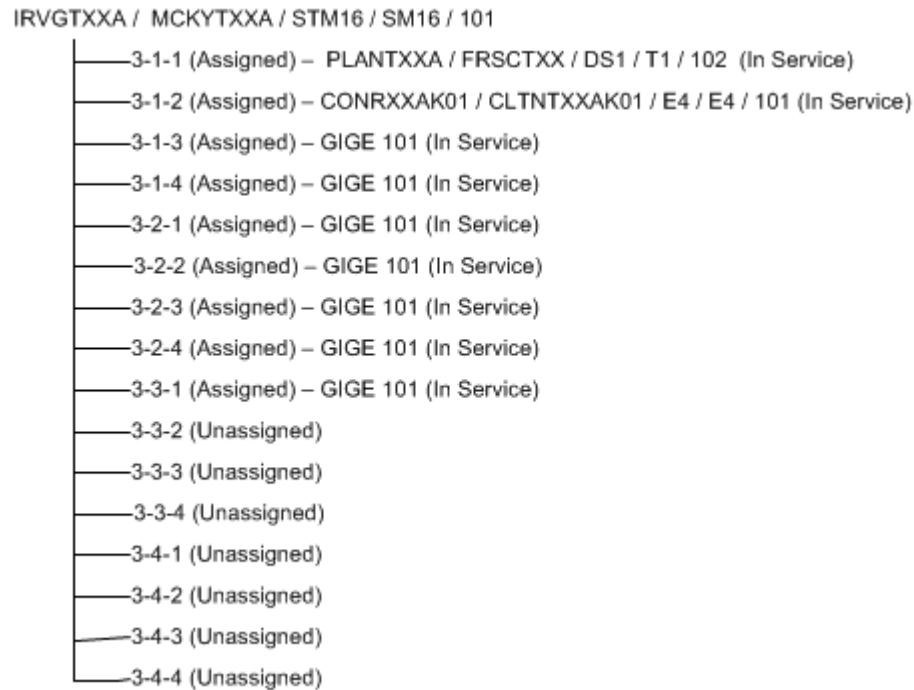 IRVGTXXA / MCKYTXXA / STM16 / SM16 / 101
3-1-1 (Assigned) – PLANTXXA / FRSCTXX / DS1 / T1 / 102 (In Service)
3-1-2 (Assigned) – CONRXXAK01 / CLTNTXXAK01 / E4 / E4 / 101 (In Service)
3-1-3 (Assigned) – GIGE 101 (In Service)
3-1-4 (Assigned) – GIGE 101 (In Service)
3-2-1 (Assigned) – GIGE 101 (In Service)
3-2-2 (Assigned) – GIGE 101 (In Service)
3-2-3 (Assigned) – GIGE 101 (In Service)
3-2-4 (Assigned) – GIGE 101 (In Service)
3-3-1 (Assigned) – GIGE 101 (In Service)
3-3-2 (Unassigned)
3-3-3 (Unassigned)
3-3-4 (Unassigned)
3-4-1 (Unassigned)
3-4-2 (Unassigned)
3-4-3 (Unassigned)
3-4-4 (Unassigned)